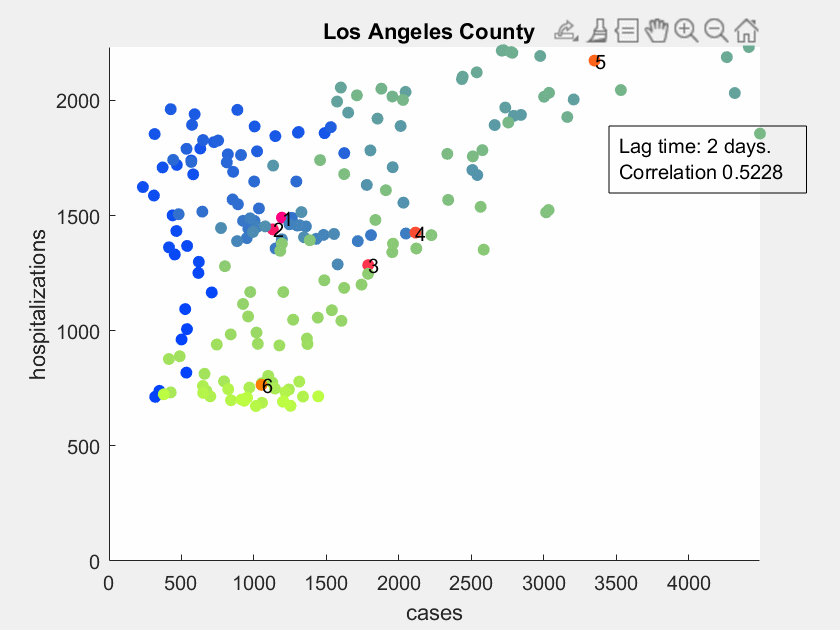 Los Angeles County
hospitalizations
2000
1500
1000
500
0
5
Lag time: 2 days.
Correlation 0.5228
1
2
4
3
6
0 500 1000 1500 2000 2500 3000 3500 4000
cases